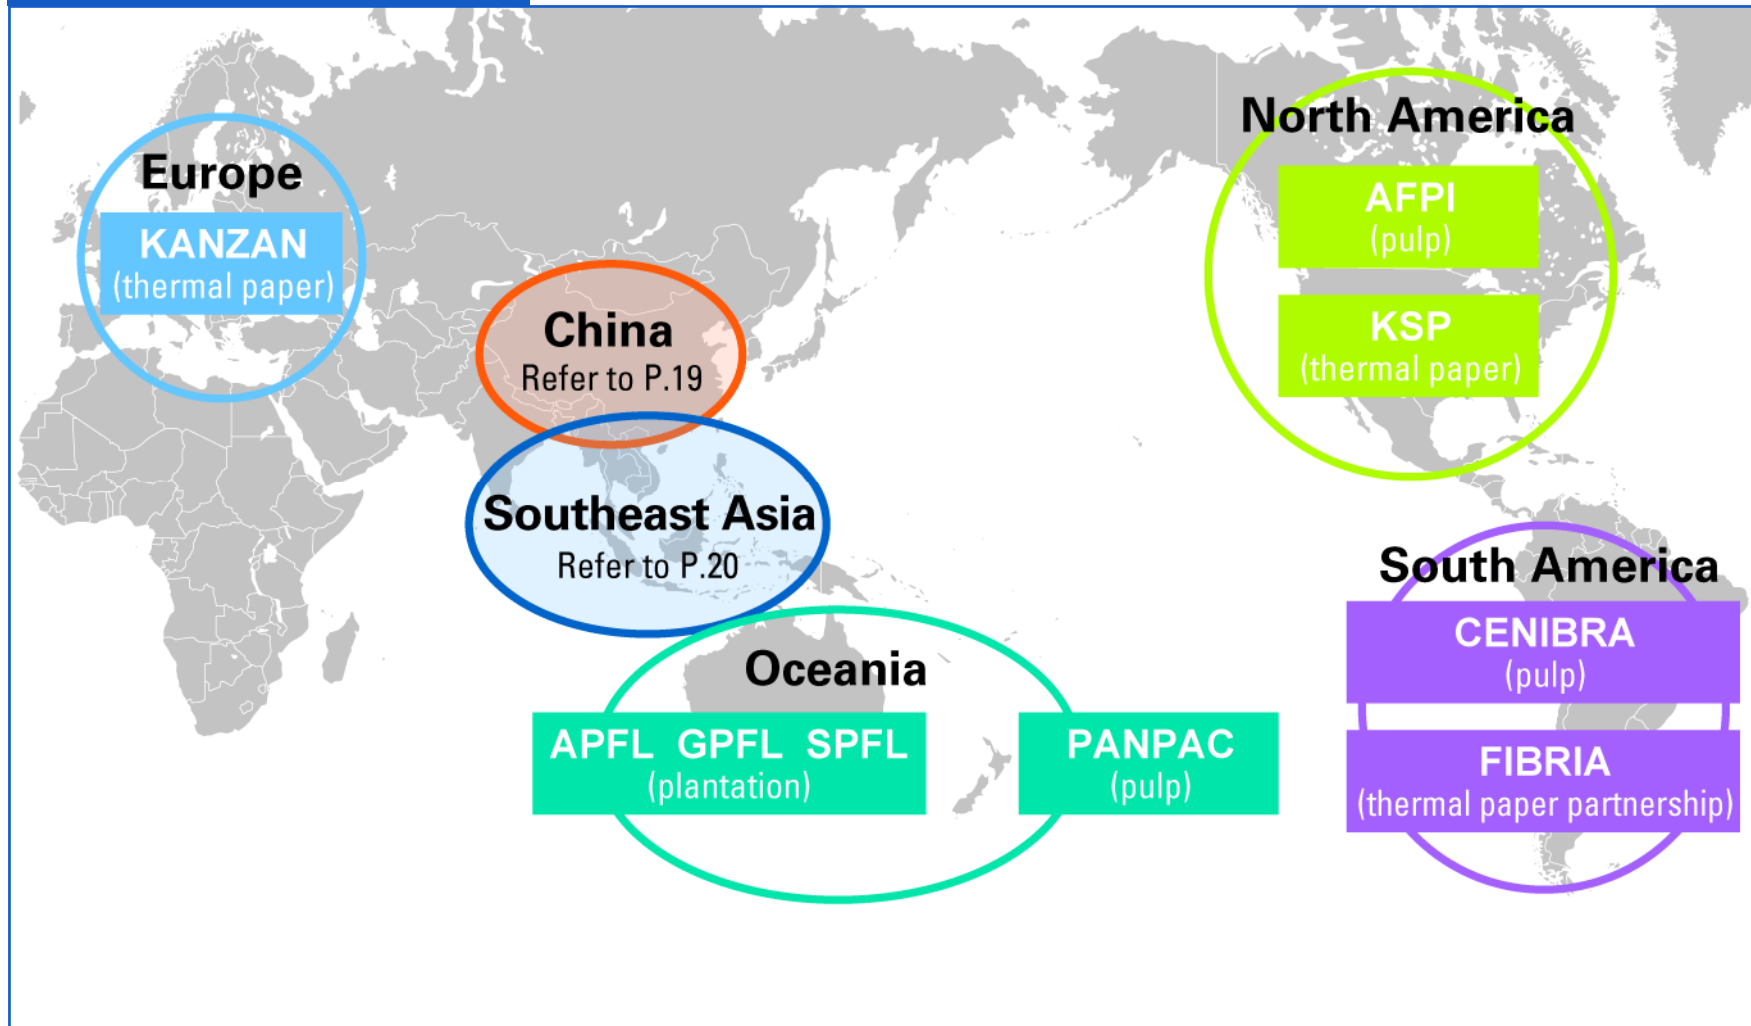 Europe
KANZAN
(thermal paper)
China
Refer to P.19
Southeast Asia
Refer to P.20
Oceania
APFL GPFL SPFL
(plantation)
PANPAC
(pulp)
North America
AFPI
(pulp)
KSP
(thermal paper)
South America
CENIBRA
(pulp)
FIBRIA
(thermal paper partnership)